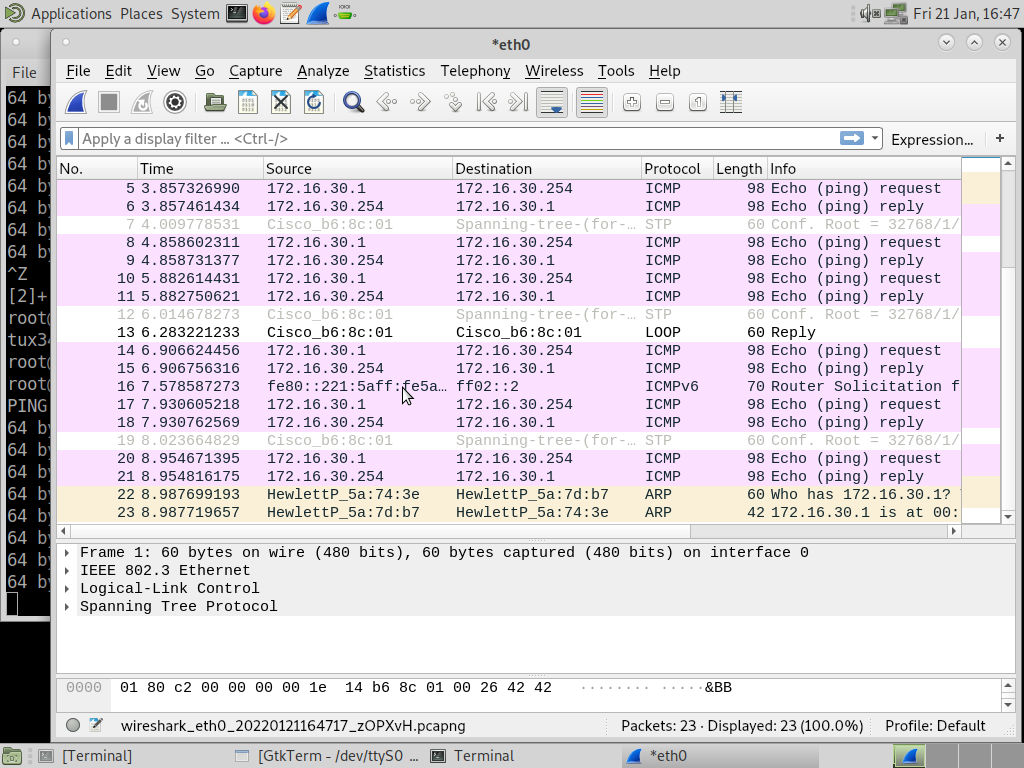 Applications Places System Fri 21 Jan, 16:47
*eth0
File
File Edit View Go Capture Analyze Statistics Telephony Wireless Tools Help
Apply a display filter … <Ctrl-/> Expression… +
No. Time Source Destination Protocol Length Info
5 3.857326990 172.16.30.1 172.16.30.254 ICMP 98 Echo (ping) request
6 3.857461434 172.16.30.254 172.16.30.1 ICMP 98 Echo (ping) reply
7 4.009778531 Cisco_b6:8c:01 Spanning-tree-(for-… STP 60 Conf. Root = 32768/1/
8 4.858602311 172.16.30.1 172.16.30.254 ICMP 98 Echo (ping) request
9 4.858731377 172.16.30.254 172.16.30.1 ICMP 98 Echo (ping) reply
10 5.882614431 172.16.30.1 172.16.30.254 ICMP 98 Echo (ping) request
11 5.882750621 172.16.30.254 172.16.30.1 ICMP 98 Echo (ping) reply
12 6.014678273 Cisco_b6:8c:01 Spanning-tree-(for-… STP 60 Conf. Root = 32768/1/
13 6.283221233 Cisco_b6:8c:01 Cisco_b6:8c:01 LOOP 60 Reply
14 6.906624456 172.16.30.1 172.16.30.254 ICMP 98 Echo (ping) request
15 6.906756316 172.16.30.254 172.16.30.1 ICMP 98 Echo (ping) reply
16 7.578587273 fe80::221:5aff:fe5a… ff02::2 ICMPv6 70 Router Solicitation f
17 7.930605218 172.16.30.1 172.16.30.254 ICMP 98 Echo (ping) request
18 7.930762569 172.16.30.254 172.16.30.1 ICMP 98 Echo (ping) reply
19 8.023664829 Cisco_b6:8c:01 Spanning-tree-(for-… STP 60 Conf. Root = 32768/1/
20 8.954671395 172.16.30.1 172.16.30.254 ICMP 98 Echo (ping) request
21 8.954816175 172.16.30.254 172.16.30.1 ICMP 98 Echo (ping) reply
22 8.987699193 HewlettP_5a:74:3e HewlettP_5a:7d:b7 ARP 60 Who has 172.16.30.1?
23 8.987719657 HewlettP_5a:7d:b7 HewlettP_5a:74:3e ARP 42 172.16.30.1 is at 00:
Frame 1: 60 bytes on wire (480 bits), 60 bytes captured (480 bits) on interface 0
IEEE 802.3 Ethernet
Logical-Link Control
Spanning Tree Protocol
0000 01 80 c2 00 00 00 00 1e 14 b6 8c 01 00 26 42 42 ········ ·····&BB
wireshark_eth0_20220121164717_zOPXvH.pcapng Packets: 23 · Displayed: 23 (100.0%) Profile: Default
64 by
64 by
64 by
64 by
64 by
64 by
64 by
64 by
^Z
[2]+
root@
tux34
root@
root@
PING
64 by
64 by
64 by
64 by
64 by
64 by
64 by
64 by
[Terminal] [GtkTerm - /dev/ttyS0 … Terminal *eth0